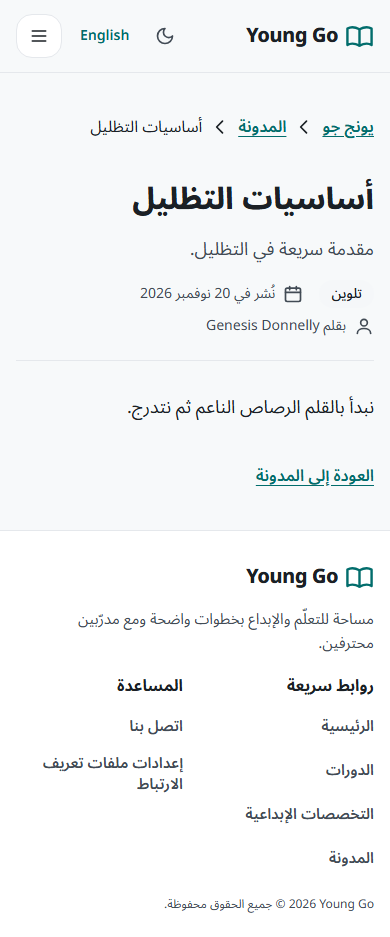 Young Go
English
يونج جو
المدونة
أساسيات التظليل
أساسيات التظليل
مقدمة سريعة في التظليل.
تلوين
نُشر في 20 نوفمبر 2026
بقلم Genesis Donnelly
نبدأ بالقلم الرصاص الناعم ثم نتدرج.
العودة إلى المدونة
Young Go
مساحة للتعلّم والإبداع بخطوات واضحة ومع مدرّبين
محترفين.
روابط سريعة
الرئيسية
الدورات
التخصصات الإبداعية
المدونة
المساعدة
اتصل بنا
إعدادات ملفات تعريف
الارتباط
Young Go 2026 © جميع الحقوق محفوظة.